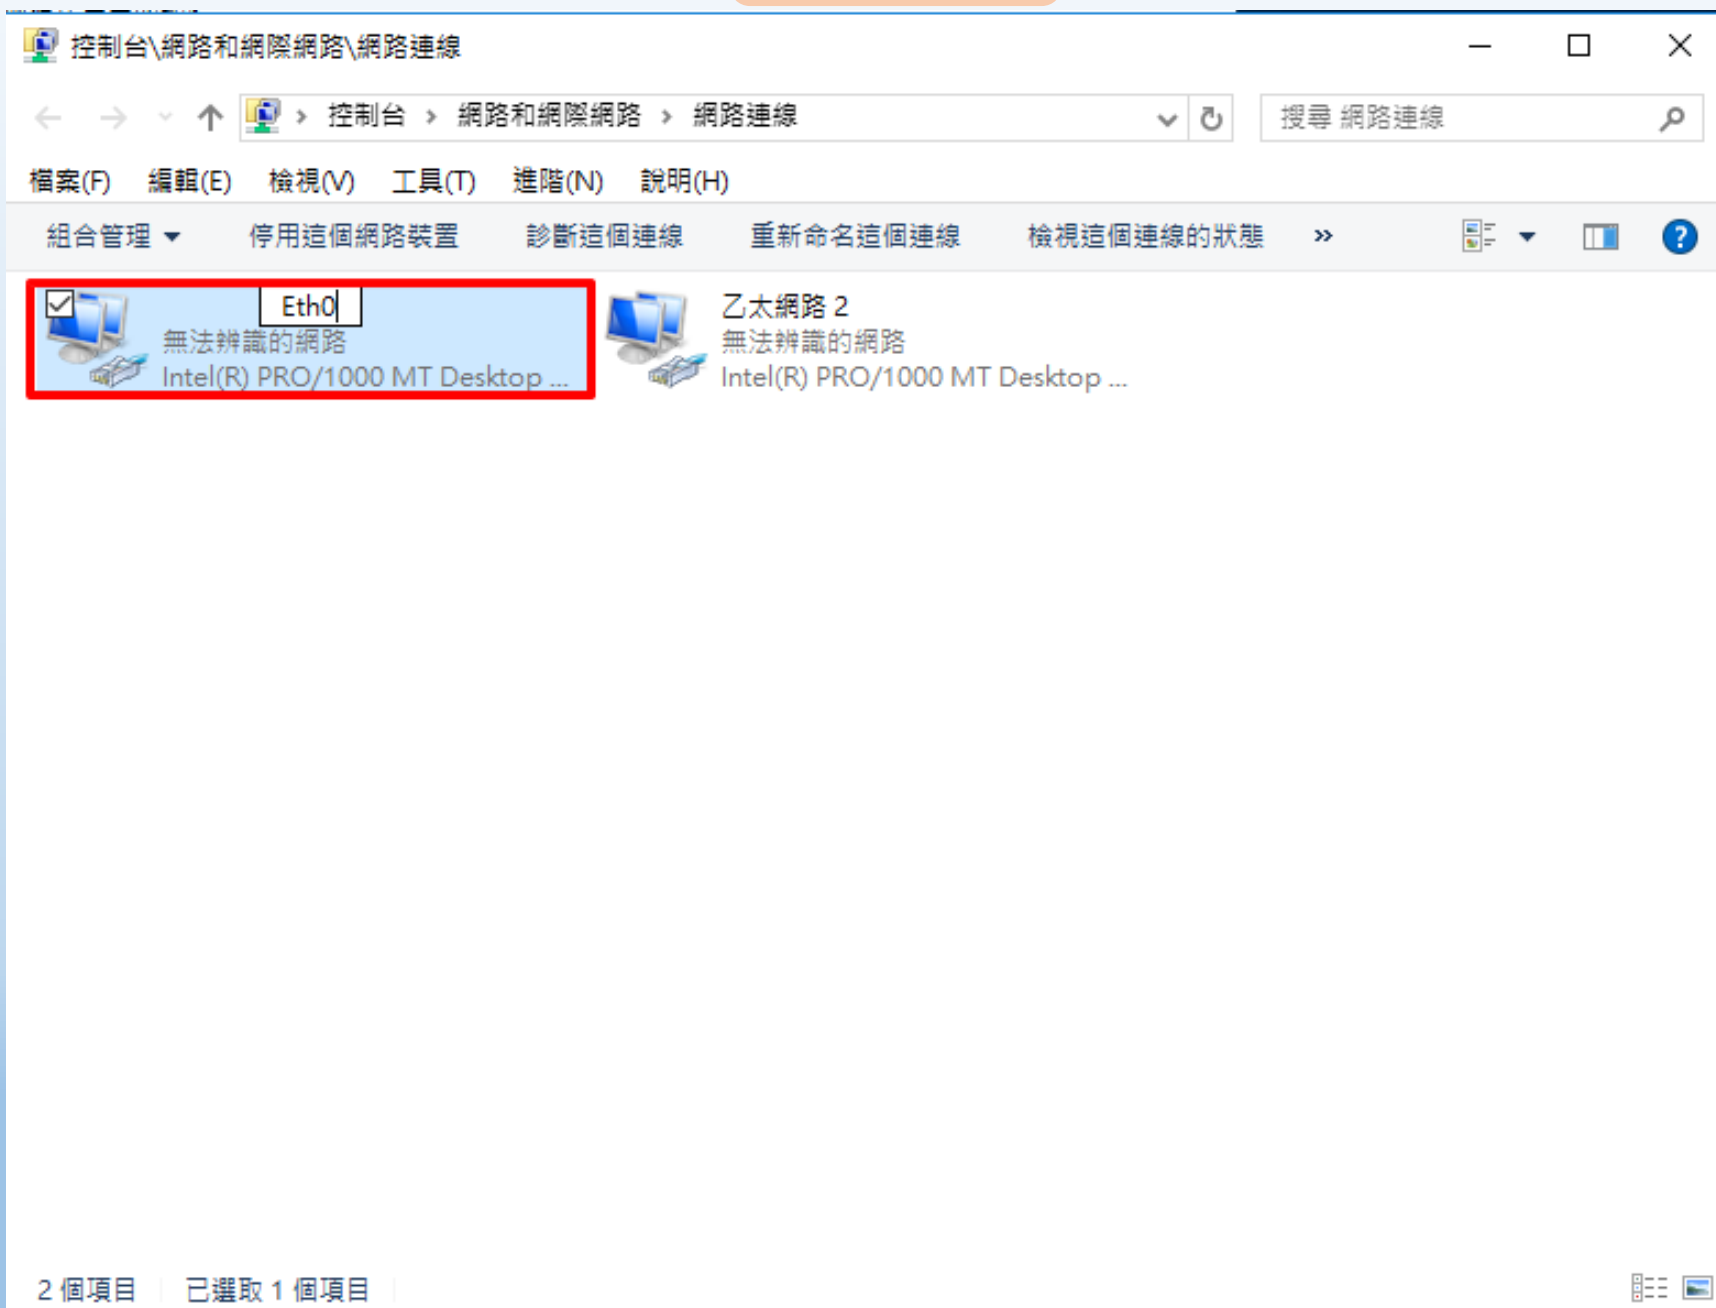 控制台\網路和網際網路\網路連線
控制台 › 網路和網際網路 › 網路連線
搜尋 網路連線
檔案(F) 編輯(E) 檢視(V) 工具(T) 進階(N) 說明(H)
組合管理 停用這個網路裝置 診斷這個連線 重新命名這個連線 檢視這個連線的狀態 »
Eth0
無法辨識的網路
Intel(R) PRO/1000 MT Desktop ...
乙太網路 2
無法辨識的網路
Intel(R) PRO/1000 MT Desktop ...
2 個項目 已選取 1 個項目